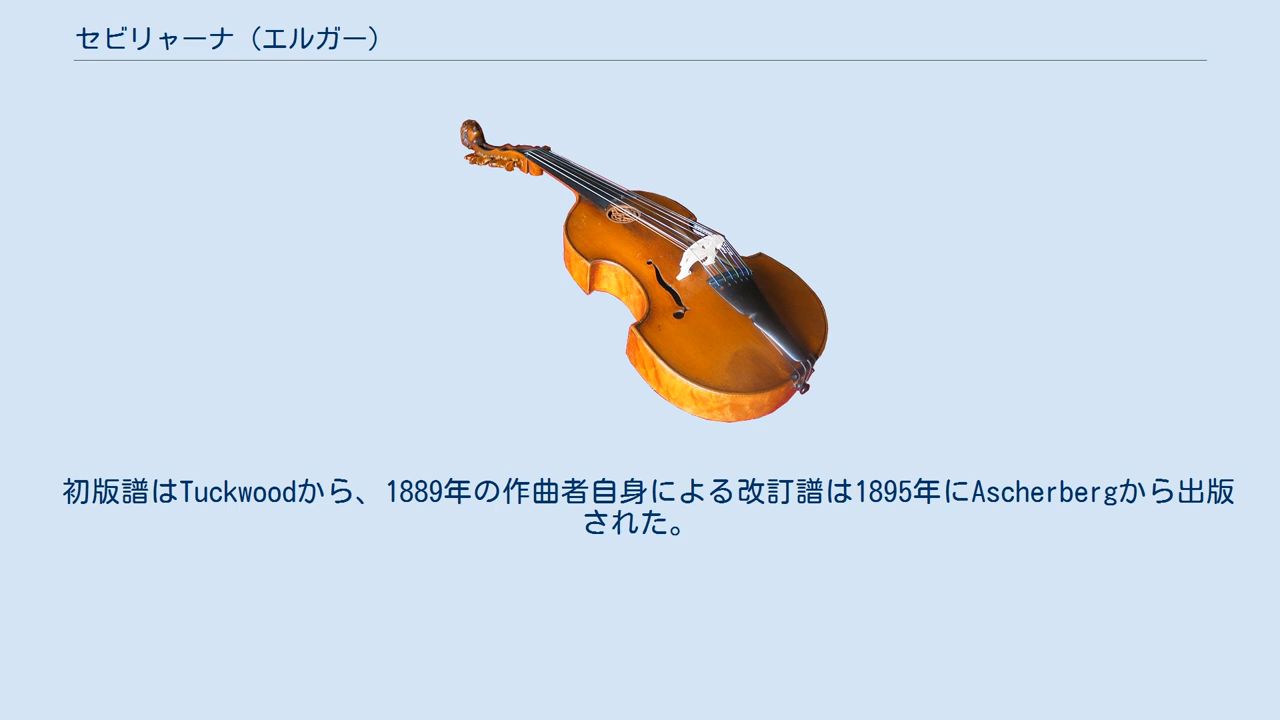 セビリャーナ（エルガー）
初版譜はTuckwoodから、1889年の作曲者自身による改訂譜は1895年にAscherbergから出版
された。